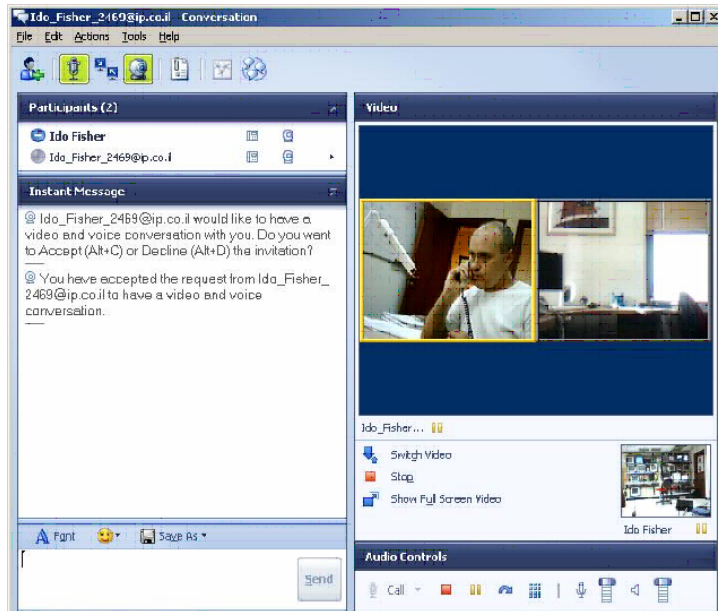 Ido_Fisher_2469@ip.co.il - Conversation
File Edit Actions Tools Help
Participants (2)
Ido Fisher
Ido_Fisher_2469@ip.co.il
Instant Message
Ido_Fisher_2469@ip.co.il would like to have a
video and voice conversation with you. Do you want
to Accept (Alt+C) or Decline (Alt+D) the invitation?
You have accepted the request from Ido_Fisher_
2469@ip.co.il to have a video and voice
conversation.
Font Save As
Send
Video
Ido_Fisher...
Switch Video
Stop
Show Full Screen Video
Ido Fisher
Audio Controls
Call